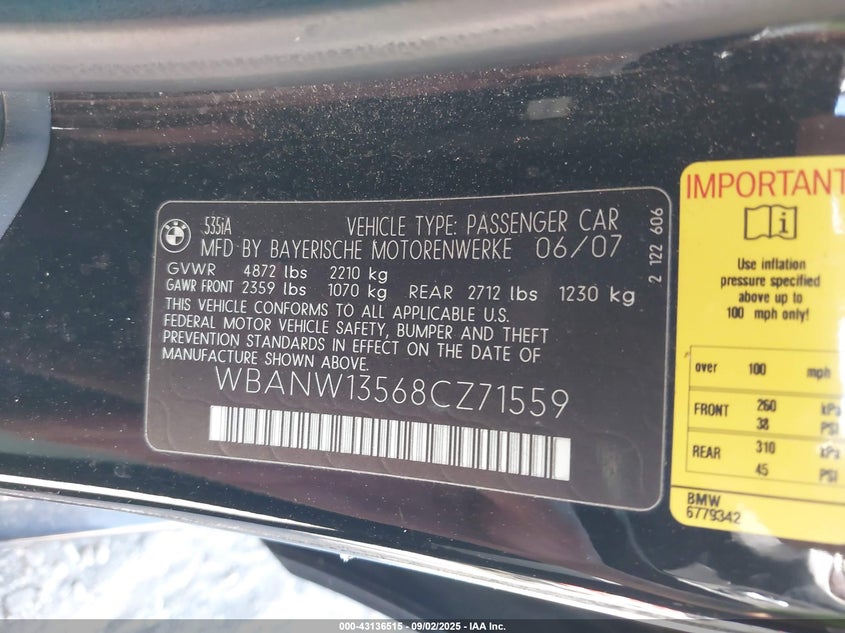 535iA VEHICLE TYPE: PASSENGER CAR
MFD BY BAYERISCHE MOTORENWERKE 06/07
GVWR 4872 lbs 2210 kg
GAWR FRONT 2359 lbs 1070 kg REAR 2712 lbs 1230 kg
THIS VEHICLE CONFORMS TO ALL APPLICABLE U.S.
FEDERAL MOTOR VEHICLE SAFETY, BUMPER AND THEFT
PREVENTION STANDARDS IN EFFECT ON THE DATE OF
MANUFACTURE SHOWN ABOVE.
WBANW13568CZ71559
2 122 606
IMPORTANT
Use inflation
pressure specified
above up to
100 mph only!
over 100 mph
FRONT 260 kPa
38 PSI
REAR 310 kPa
45 PSI
BMW
6779342
000-43136515 - 09/02/2025 - IAA Inc.